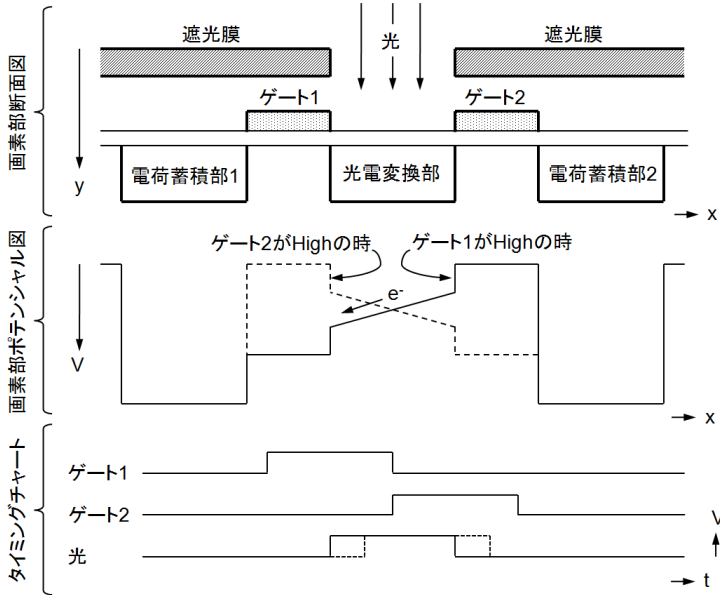 画素部断面図
遮光膜
光
遮光膜
ゲート1
ゲート2
電荷蓄積部1
光電変換部
電荷蓄積部2
y
x
画素部ポテンシャル図
ゲート2がHighの時
ゲート1がHighの時
e-
V
x
タイミングチャート
ゲート1
ゲート2
光
V
t